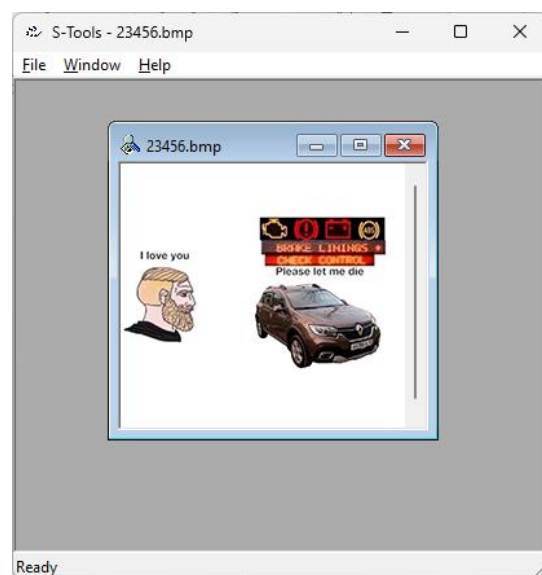 S-Tools - 23456.bmp
File Window Help
23456.bmp
(ABS)
BRAKE LININGS +
CHECK CONTROL
I love you
Please let me die
Ready